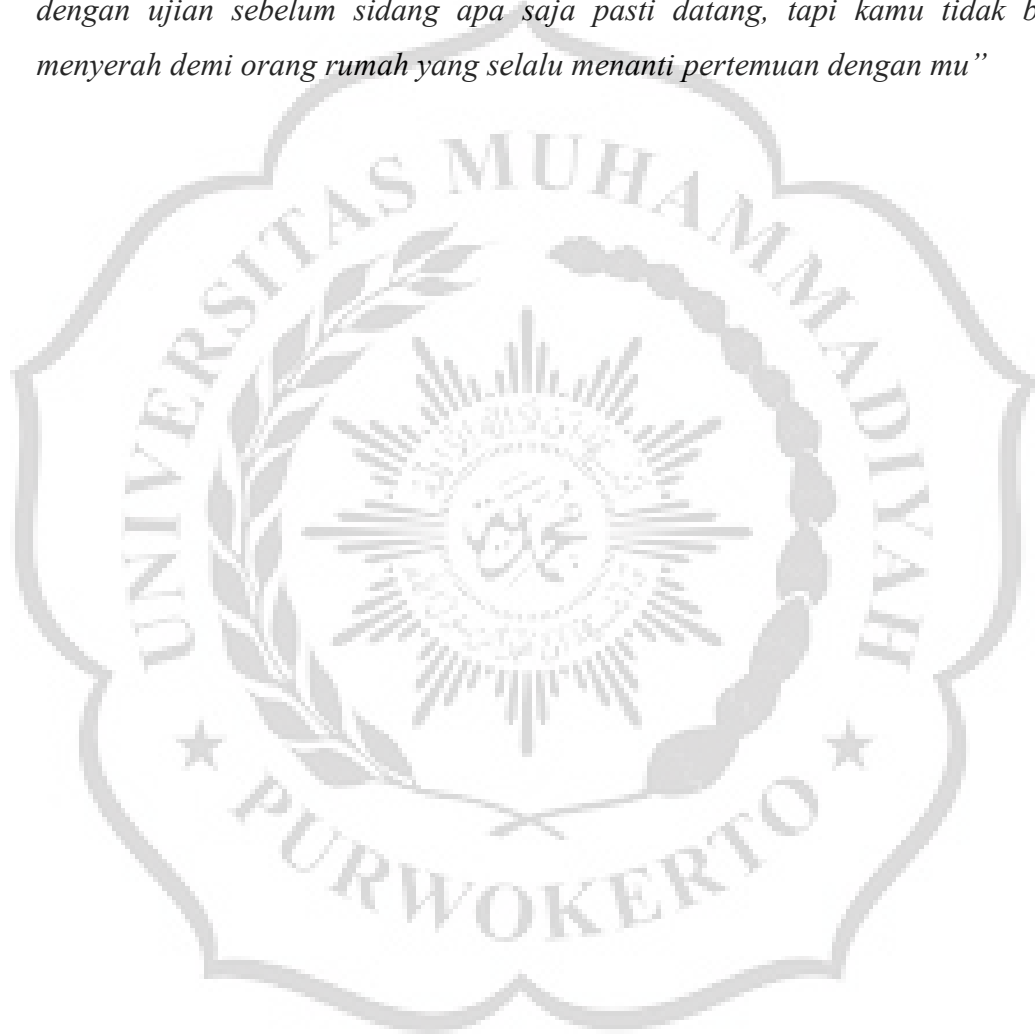 dengan ujian sebelum sidang apa saja pasti datang, tapi kamu tidak b
menyerah demi orang rumah yang selalu menanti pertemuan dengan mu”
UNIVERSITAS MUHAMMADIYAH
PURWOKERTO